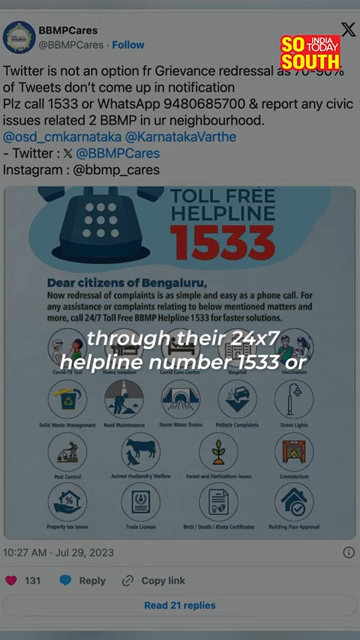 BBMPCares
@BBMPCares · Follow
X
SO INDIA TODAY
SOUTH
Twitter is not an option fr Grievance redressal as 70-90%
of Tweets don't come up in notification
Plz call 1533 or WhatsApp 9480685700 & report any civic
issues related 2 BBMP in ur neighbourhood.
@osd_cmkarnataka @KarnatakaVarthe
- Twitter : X @BBMPCares
Instagram : @bbmp_cares
TOLL FREE
HELPLINE
1533
Dear citizens of Bengaluru,
Now redressal of complaints is as simple and easy as a phone call. For
any assistance or complaints relating to below mentioned matters and
more, call 24/7 Toll Free BBMP Helpline 1533 for faster solutions.
through their 24x7
helpline number 1533 or
Covid-19 Test
Hospital
Vaccination
Solid Waste Management
Road Maintenance
Storm Water Drains
Pothole Complaints
Street Lights
Pest Control
Animal Husbandry Welfare
Forest and Horticulture Issues
Crematorium
Property tax Issues
Trade License
Birth / Death / Khata Certificates
Building Plan Approval
10:27 AM · Jul 29, 2023
131
Reply
Copy link
Read 21 replies